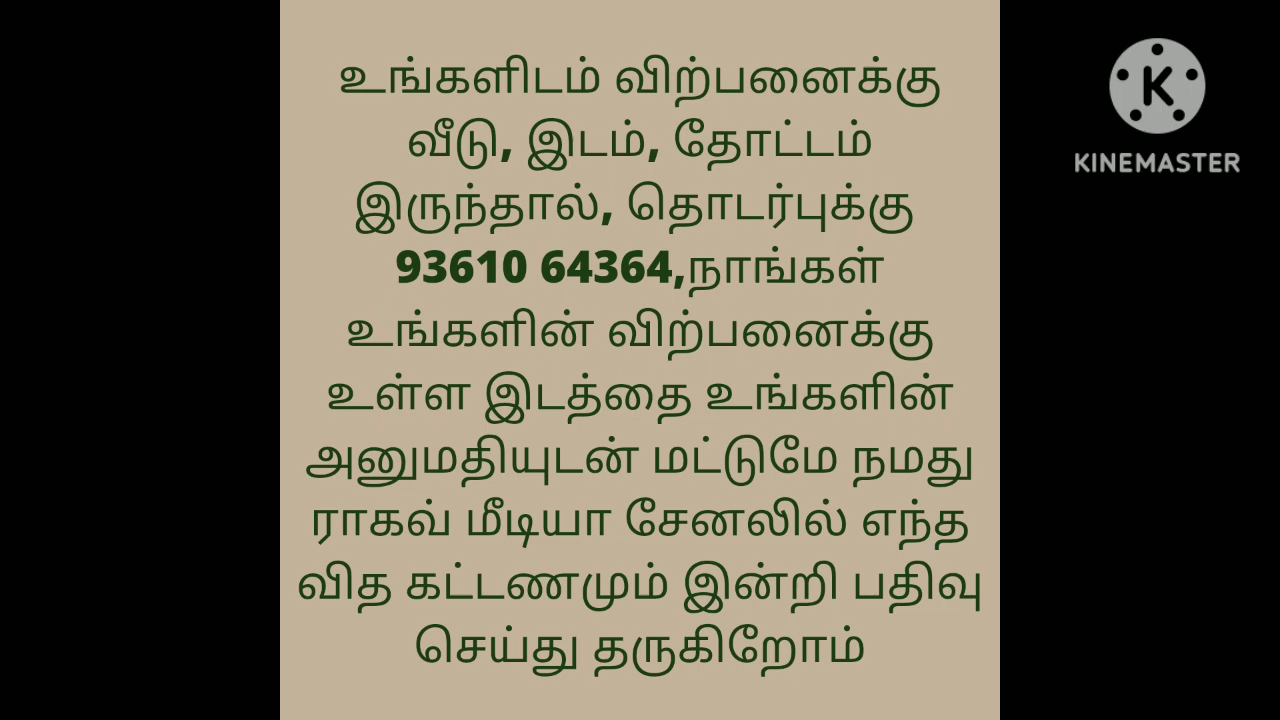 உங்களிடம் விற்பனைக்கு
வீடு, இடம், தோட்டம்
இருந்தால், தொடர்புக்கு
93610 64364,நாங்கள்
உங்களின் விற்பனைக்கு
உள்ள இடத்தை உங்களின்
அனுமதியுடன் மட்டுமே நமது
ராகவ் மீடியா சேனலில் எந்த
வித கட்டணமும் இன்றி பதிவு
செய்து தருகிறோம்
K
KINEMASTER